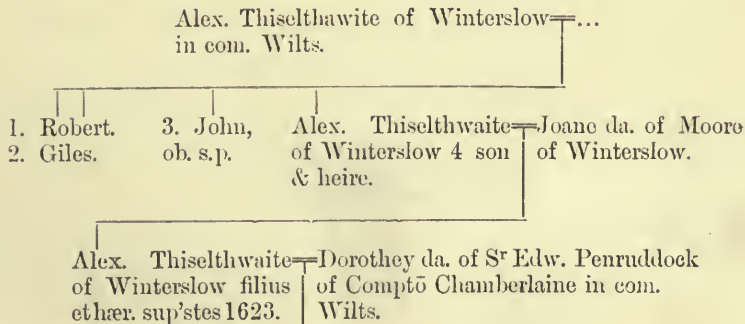 Alex. Thiselthawite of Winterslow=...
in com. Wilts.
1. Robert.
2. Giles.
3. John,
ob. s.p.
Alex. Thiselthwaite=Joane da. of Moore
of Winterslow 4 son of Winterslow.
& heire.
Alex. Thiselthwaite=Dorothey da. of Sr Edw. Penruddock
of Winterslow filius of Comptō Chamberlaine in com.
et hær. sup'stes 1623. Wilts.